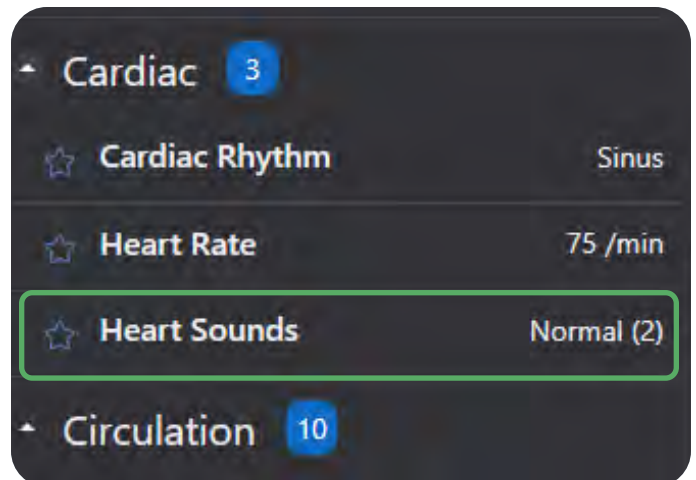 Cardiac 3
Cardiac Rhythm Sinus
Heart Rate 75 /min
Heart Sounds Normal (2)
Circulation 10